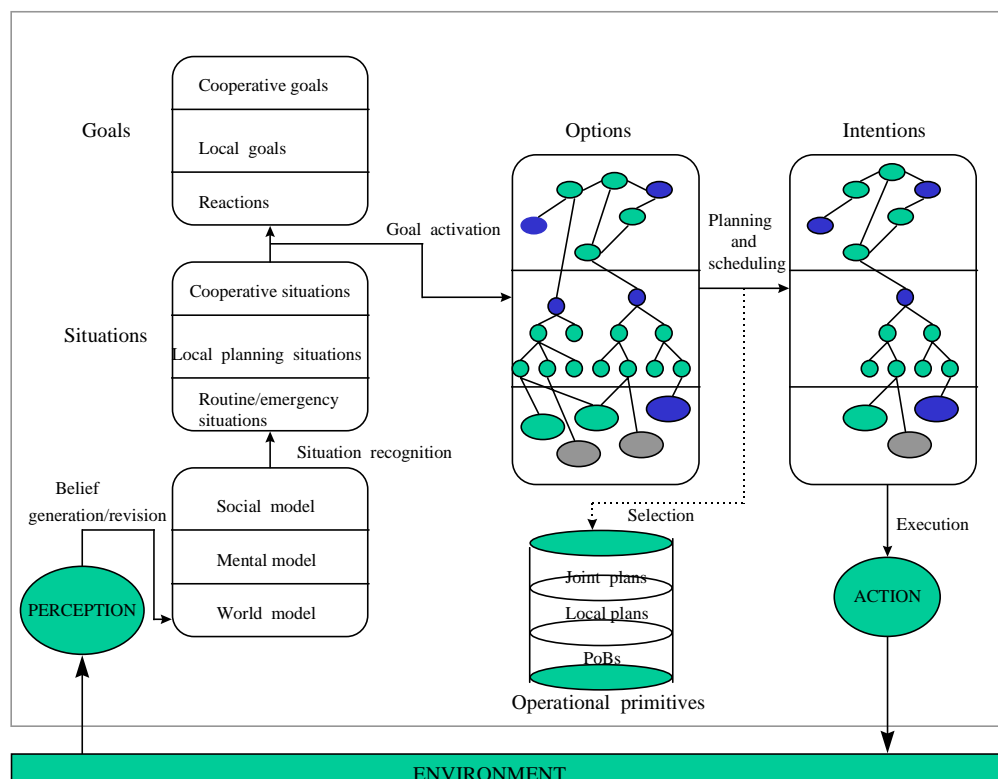 Cooperative goals
Goals
Local goals
Reactions
Options
Intentions
Goal activation
Planning
and
scheduling
Cooperative situations
Situations
Local planning situations
Routine/emergency
situations
Situation recognition
Belief
generation/revision
Social model
Mental model
World model
PERCEPTION
Selection
Joint plans
Local plans
PoBs
Operational primitives
Execution
ACTION
ENVIRONMENT